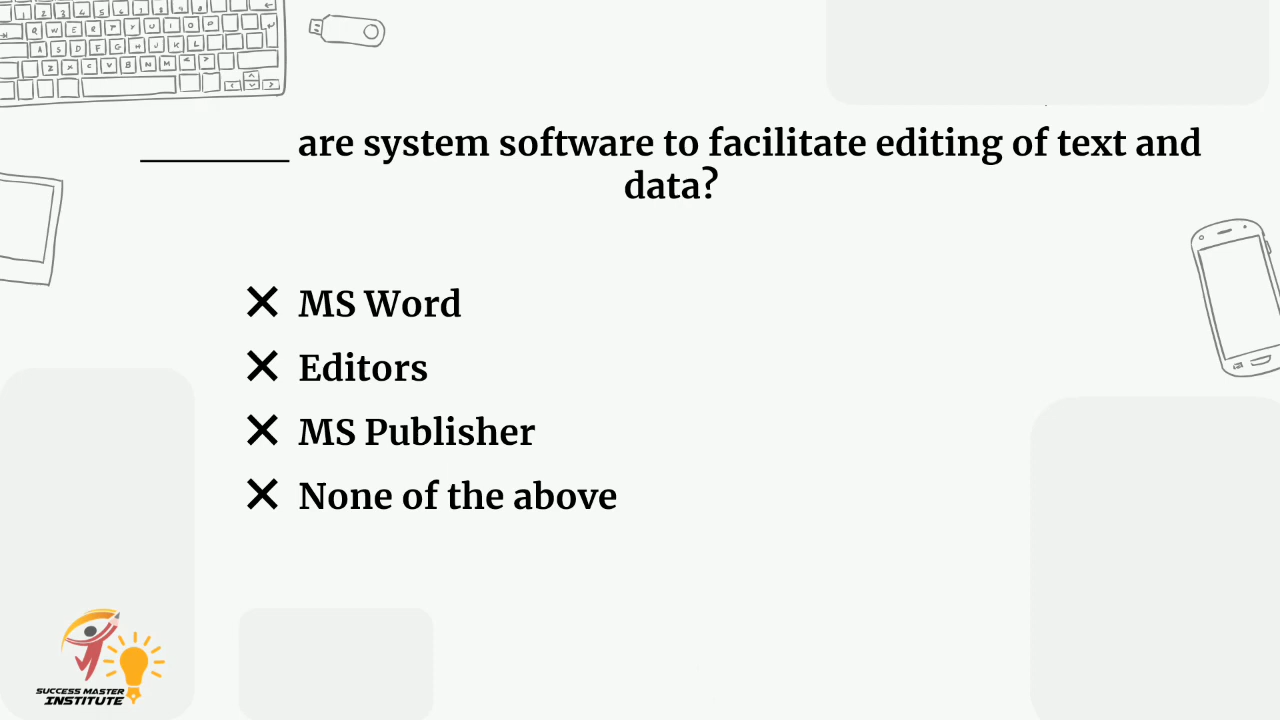 ________ are system software to facilitate editing of text and
data?
MS Word
Editors
MS Publisher
None of the above
SUCCESS MASTER
INSTITUTE